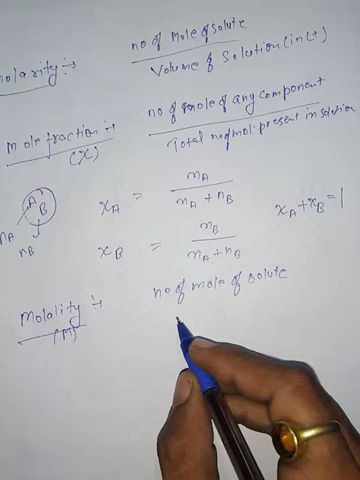 molarity :-
no of Mole of solute
Volume of Solution (in Lt)
Mole fraction :-
(X)
no of mole of any component
Total no of mol present in solution
A B
nA
nB
xA = nA / nA + nB
xA + xB = 1
xB = nB / nA + nB
Molality :-
(M)
no of mole of solute